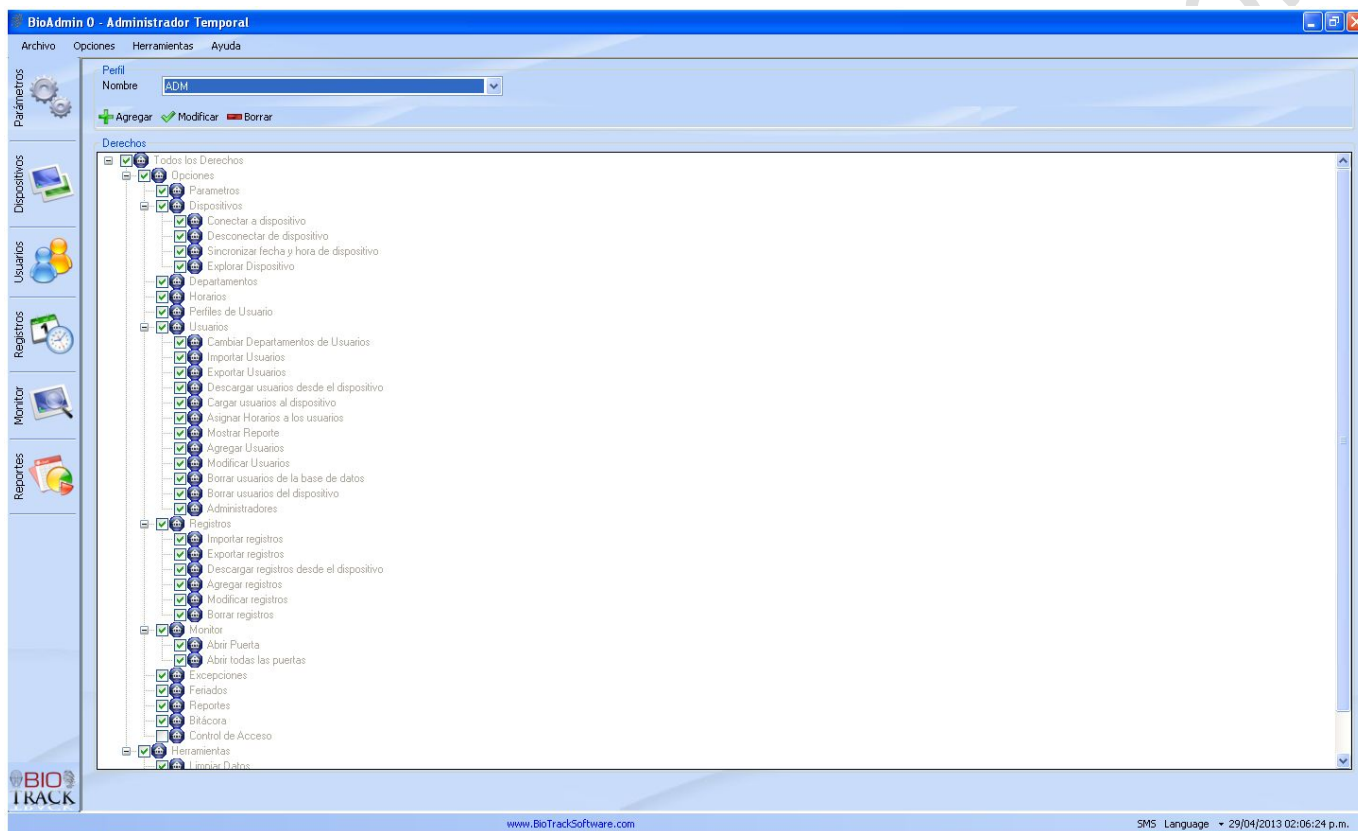 BioAdmin 0 - Administrador Temporal
Archivo Opciones Herramientas Ayuda
Parámetros
Dispositivos
Usuarios
Registros
Monitor
Reportes
Perfil
Nombre ADM
Agregar Modificar Borrar
Derechos
Todos los Derechos
Opciones
Parametros
Dispositivos
Conectar a dispositivo
Desconectar de dispositivo
Sincronizar fecha y hora de dispositivo
Explorar Dispositivo
Departamentos
Horarios
Perfiles de Usuario
Usuarios
Cambiar Departamentos de Usuarios
Importar Usuarios
Exportar Usuarios
Descargar usuarios desde el dispositivo
Cargar usuarios al dispositivo
Asignar Horarios a los usuarios
Mostrar Reporte
Agregar Usuarios
Modificar Usuarios
Borrar usuarios de la base de datos
Borrar usuarios del dispositivo
Administradores
Registros
Importar registros
Exportar registros
Descargar registros desde el dispositivo
Agregar registros
Modificar registros
Borrar registros
Monitor
Abrir Puerta
Abrir todas las puertas
Excepciones
Feriados
Reportes
Bitácora
Control de Acceso
Herramientas
Limpiar Datos
BIO
TRACK
www.BioTrackSoftware.com
SMS Language 29/04/2013 02:06:24 p.m.